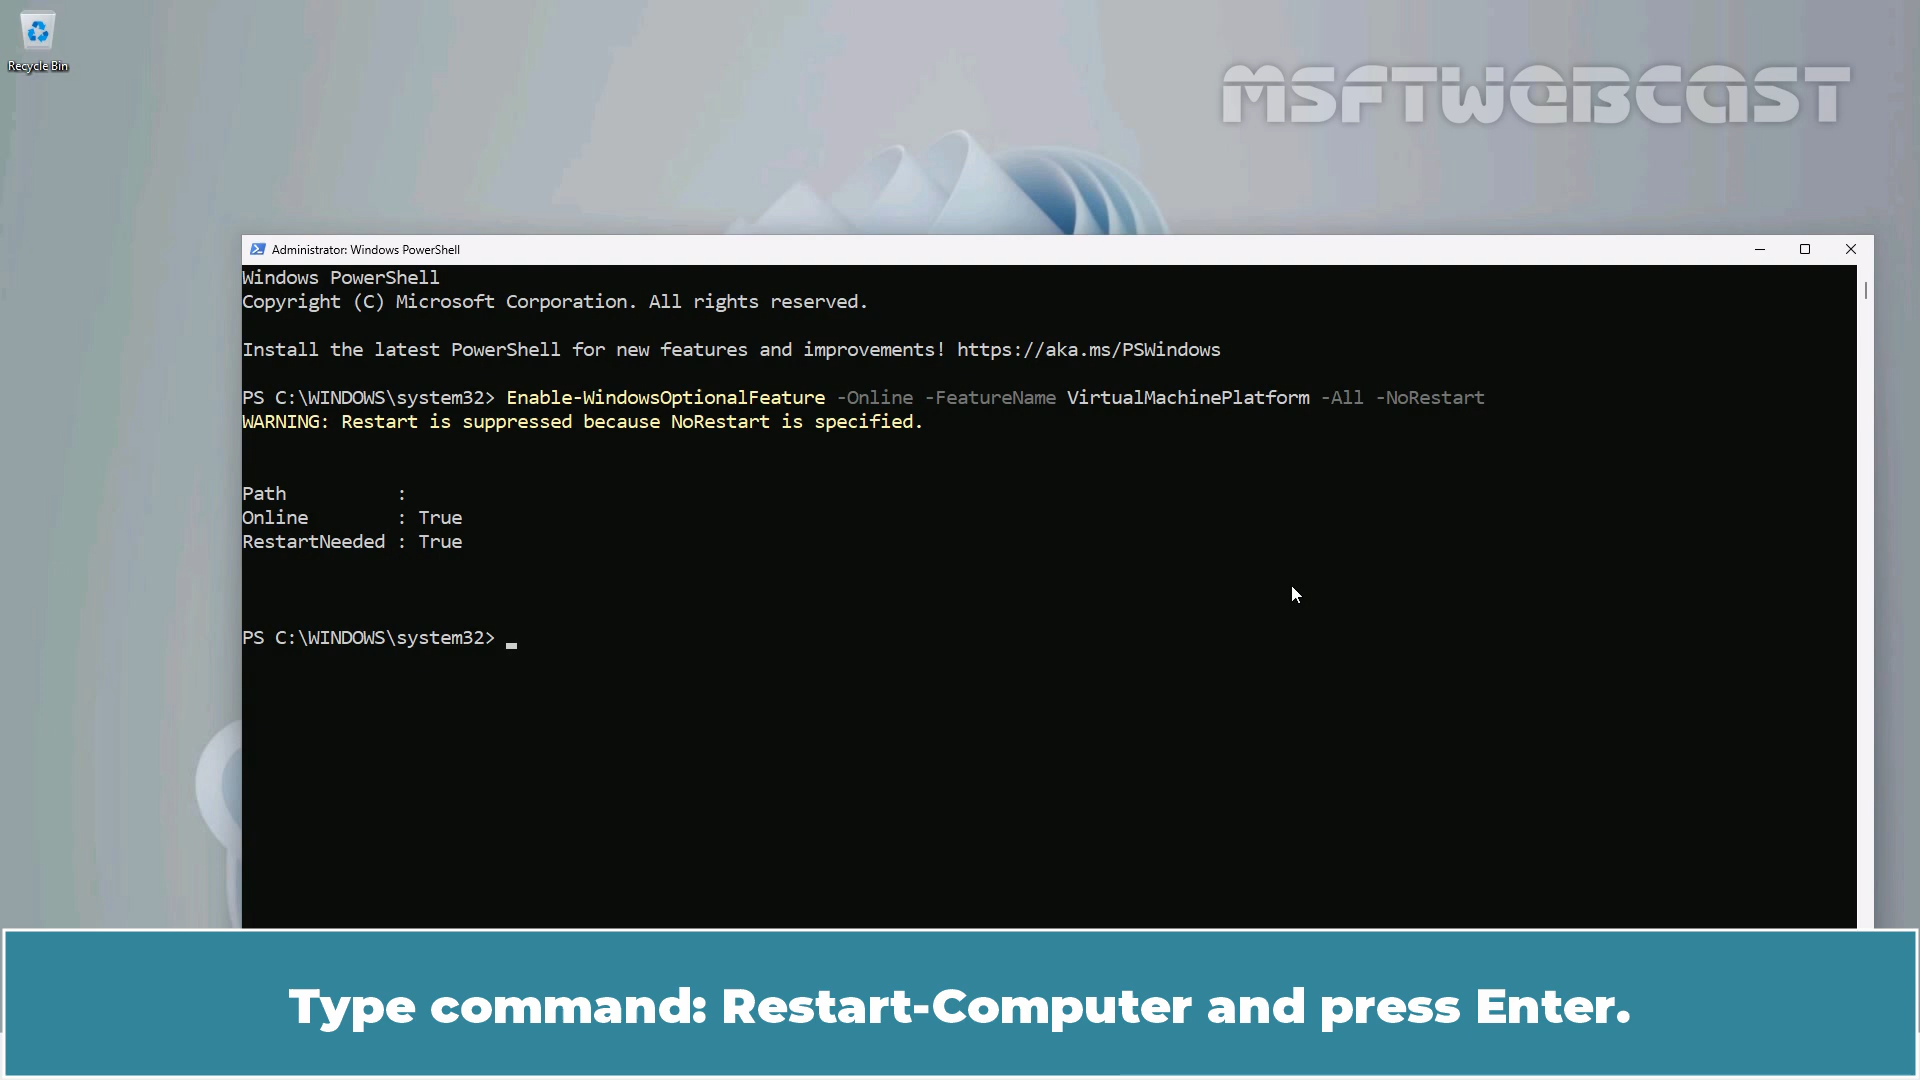 Recycle Bin
MSFTWEBCAST
Administrator: Windows PowerShell
Windows PowerShell
Copyright (C) Microsoft Corporation. All rights reserved.
Install the latest PowerShell for new features and improvements! https://aka.ms/PSWindows
PS C:\WINDOWS\system32> Enable-WindowsOptionalFeature -Online -FeatureName VirtualMachinePlatform -All -NoRestart
WARNING: Restart is suppressed because NoRestart is specified.
Path          :
Online        : True
RestartNeeded : True
PS C:\WINDOWS\system32>
Type command: Restart-Computer and press Enter.